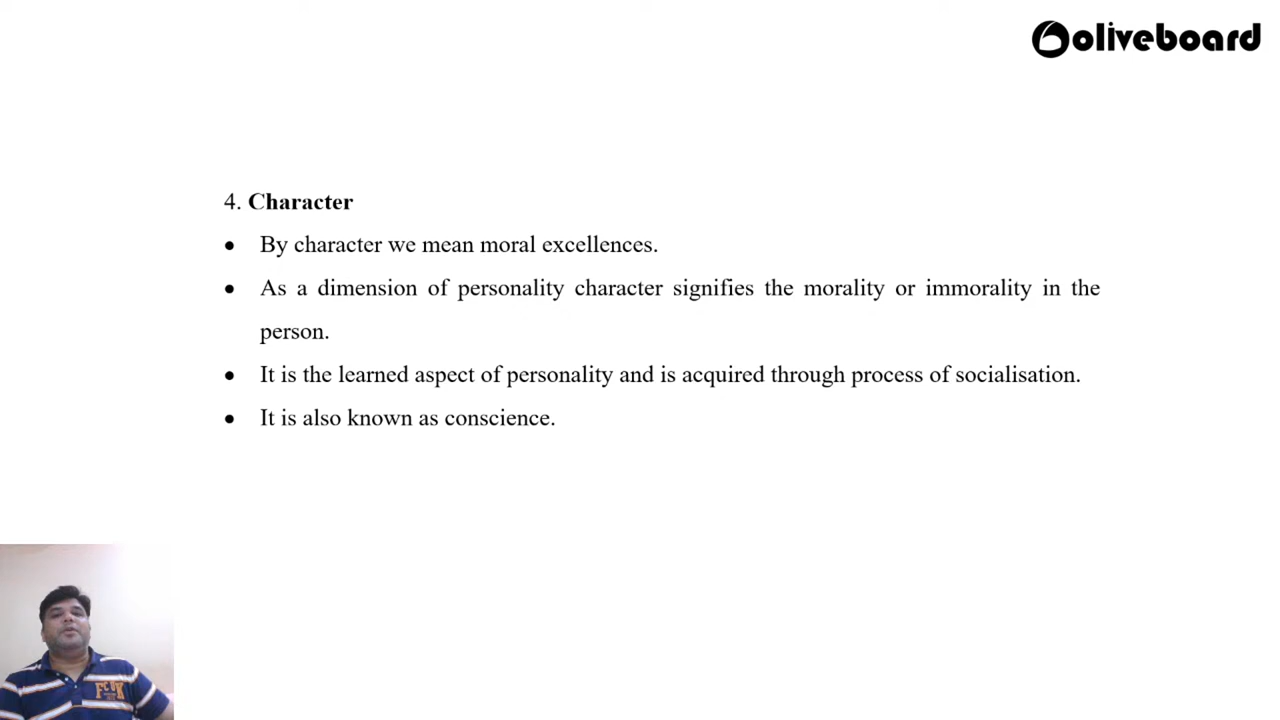 oliveboard
4. Character
• By character we mean moral excellences.
• As a dimension of personality character signifies the morality or immorality in the
person.
• It is the learned aspect of personality and is acquired through process of socialisation.
• It is also known as conscience.
FCUK